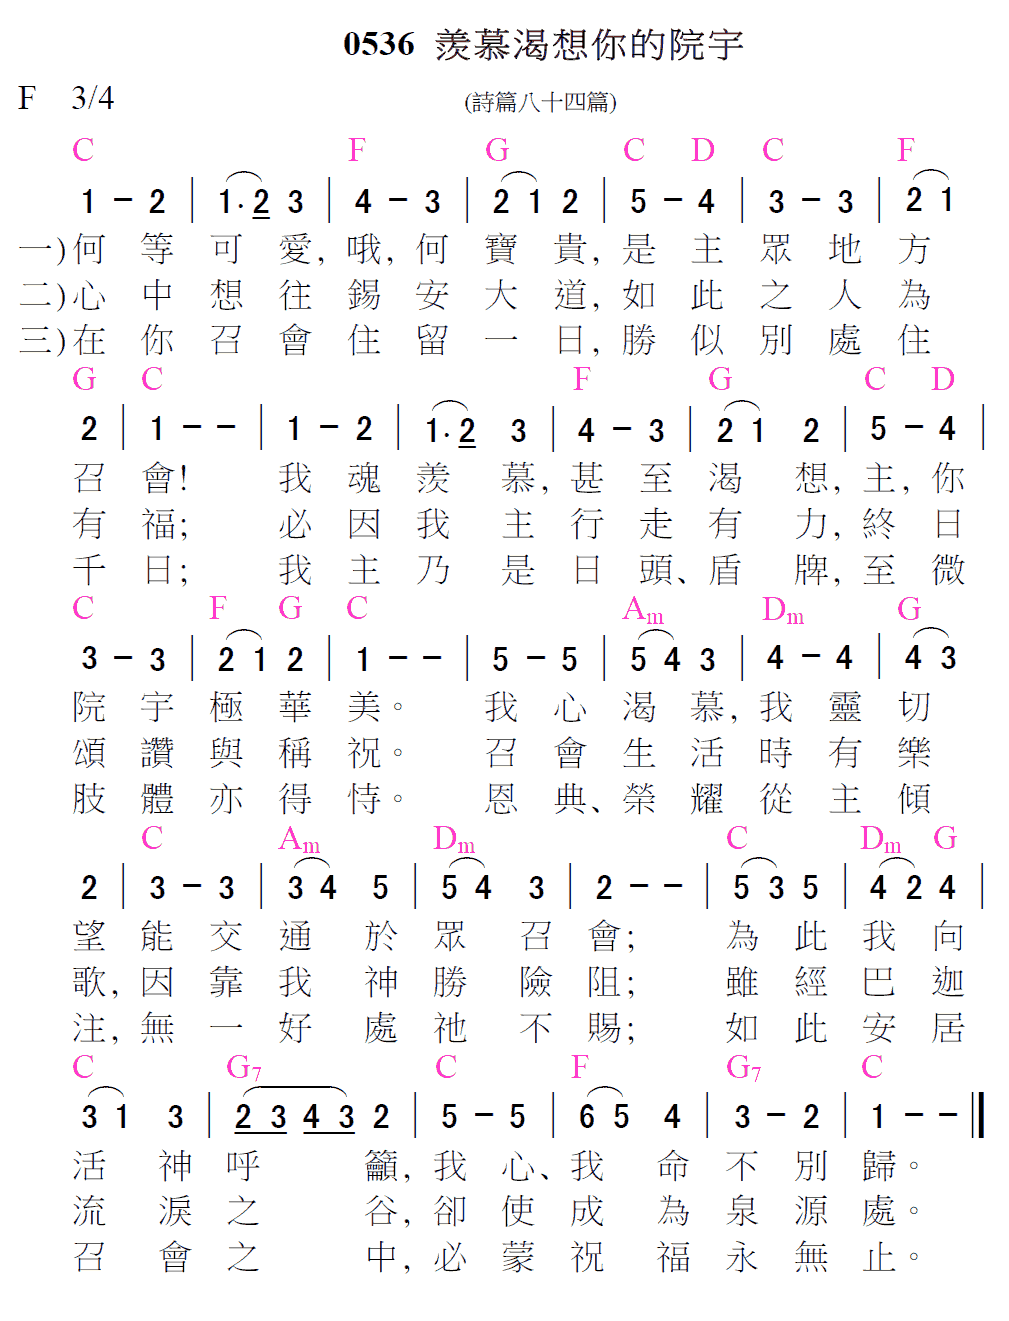 0536 羨慕渴想你的院宇
F 3/4 (詩篇八十四篇)
C F G C D C F
1 - 2 | 1· 2 3 | 4 - 3 | 2 1 2 | 5 - 4 | 3 - 3 | 2 1
一)何等可愛,哦,何寶貴,是主眾地方
二)心中想往錫安大道,如此之人為
三)在你召會住留一日,勝似別處住
G C F G C D
2 | 1 - - | 1 - 2 | 1· 2 3 | 4 - 3 | 2 1 2 | 5 - 4 |
召會! 我魂羨慕,甚至渴想,主,你
有福; 必因我主行走有力,終日
千日; 我主乃是日頭、盾牌,至微
C F G C Am Dm G
3 - 3 | 2 1 2 | 1 - - | 5 - 5 | 5 4 3 | 4 - 4 | 4 3
院宇極華美。 我心渴慕,我靈切
頌讚與稱祝。 召會生活時有樂
肢體亦得恃。 恩典、榮耀從主傾
C Am Dm C Dm G
2 | 3 - 3 | 3 4 5 | 5 4 3 | 2 - - | 5 3 5 | 4 2 4 |
望能交通於眾召會; 為此我向
歌,因靠我神勝險阻; 雖經巴迦
注,無一好處祂不賜; 如此安居
C G7 C F G7 C
3 1 3 | 2 3 4 3 2 | 5 - 5 | 6 5 4 | 3 - 2 | 1 - - ‖
活神呼籲,我心、我命不別歸。
流淚之谷,卻使成為泉源處。
召會之中,必蒙祝福永無止。